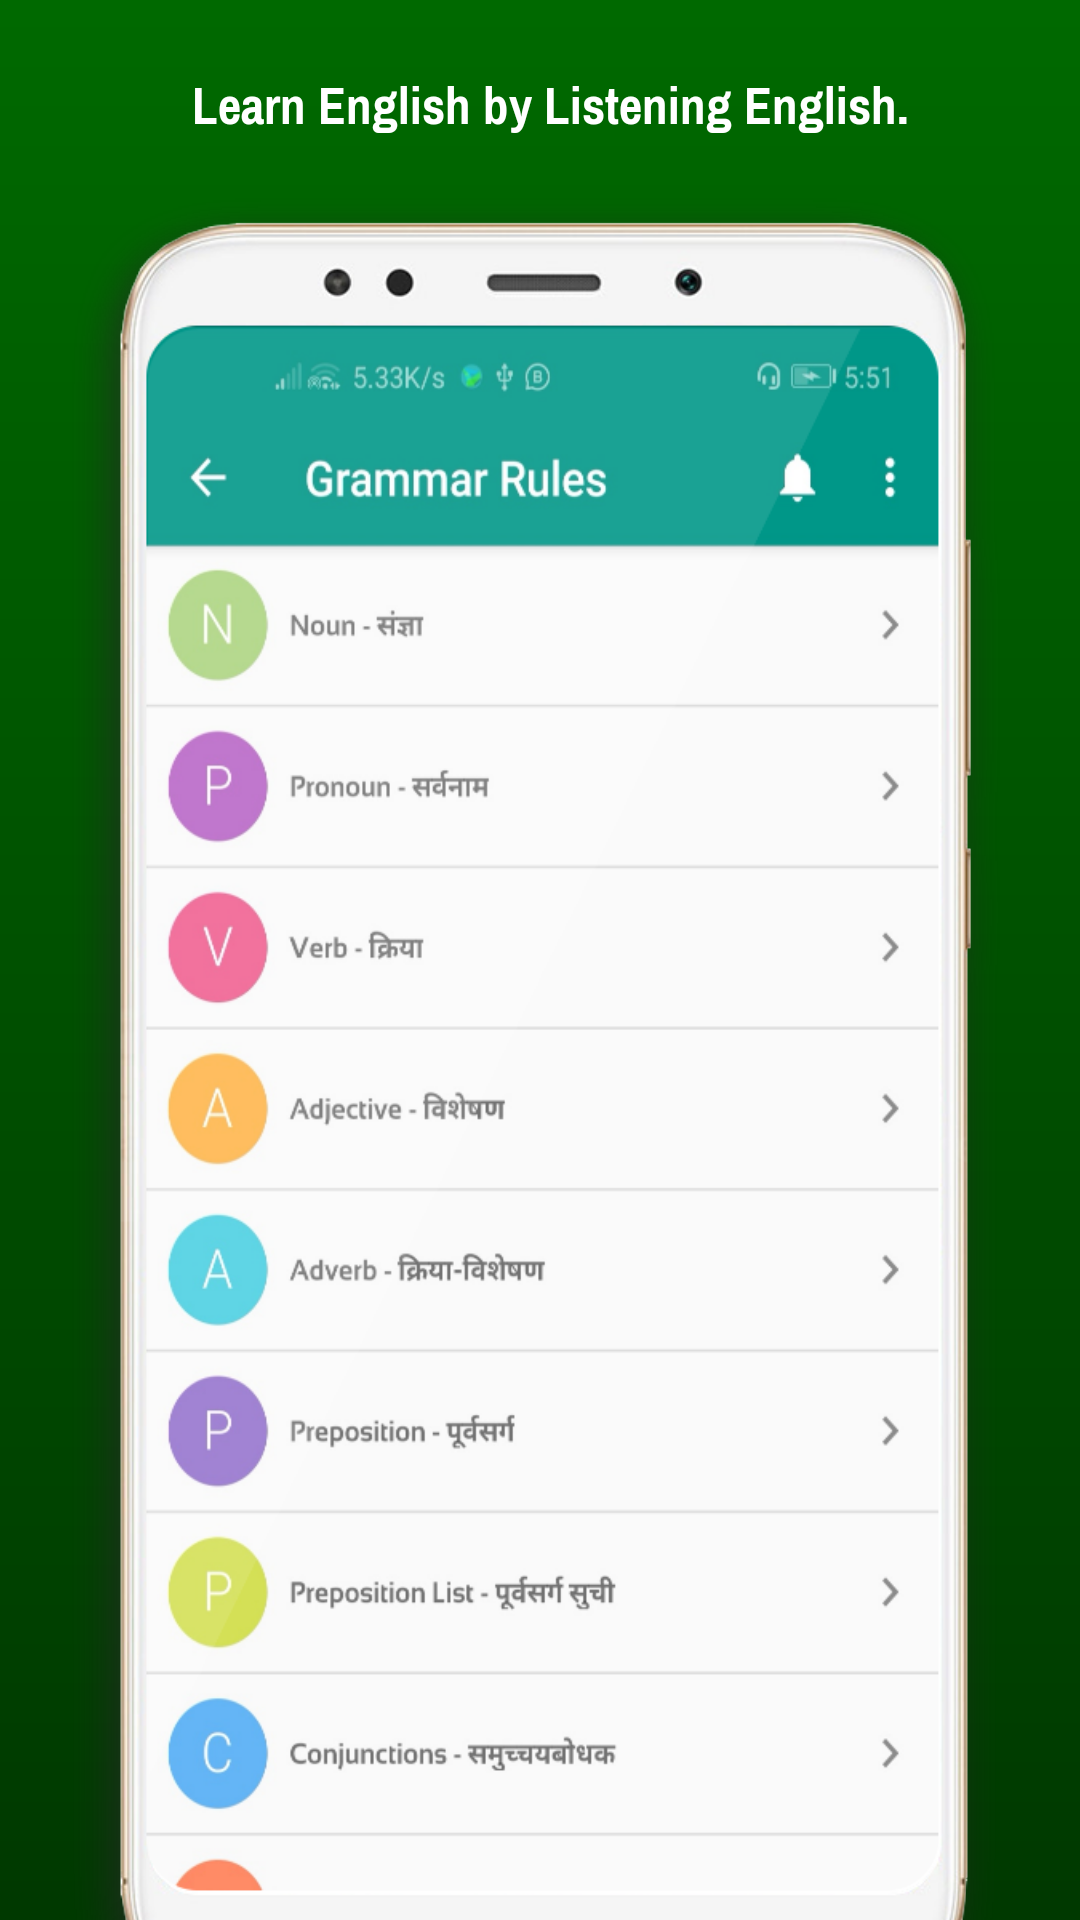 Learn English by Listening English.
5.33K/s B 5:51
Grammar Rules
N Noun - संज्ञा
P Pronoun - सर्वनाम
V Verb - क्रिया
A Adjective - विशेषण
A Adverb - क्रिया-विशेषण
P Preposition - पूर्वसर्ग
P Preposition List - पूर्वसर्ग सुची
C Conjunctions - समुच्चयबोधक